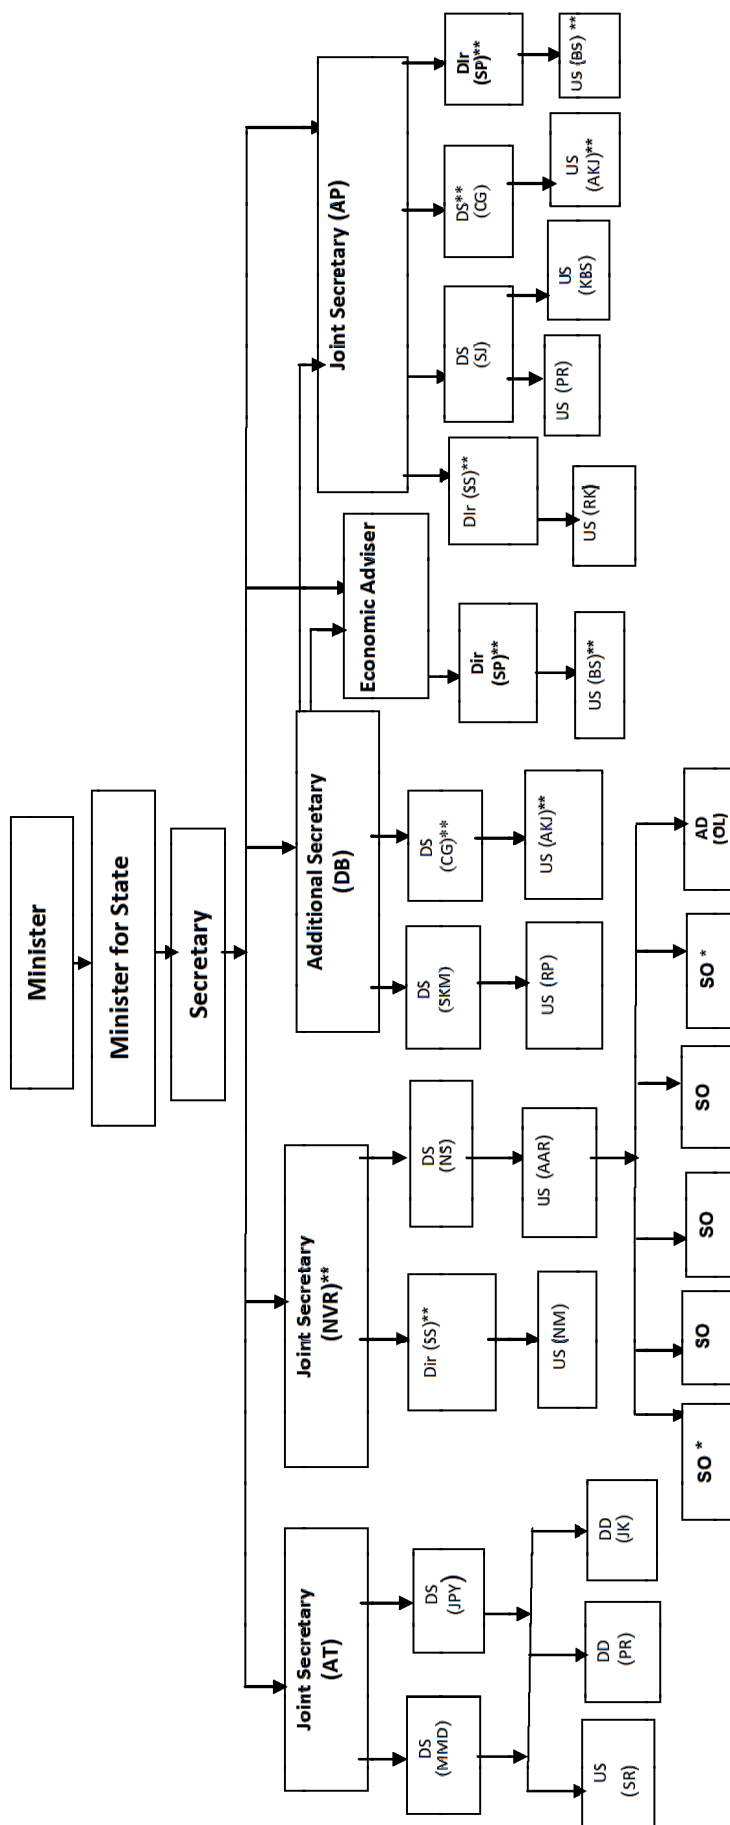 Minister
Minister for State
Secretary
Joint Secretary
(AT)
Joint Secretary
(NVR)**
Additional Secretary
(DB)
Economic Adviser
Joint Secretary (AP)
DS
(MMD)
DS
(JPY)
Dir (SS)**
DS
(NS)
DS
(SKM)
DS
(CG)**
Dir
(SP)**
Dir (SS)**
DS
(SJ)
DS**
(CG)
Dir
(SP)**
US
(SR)
DD
(PR)
DD
(JK)
US (NM)
US (AAR)
US (RP)
US (AKJ)**
US (BS)**
US (RK)
US (PR)
US
(KBS)
US
(AKJ)**
US (BS) **
SO *
SO
SO
SO
SO *
AD
(OL)